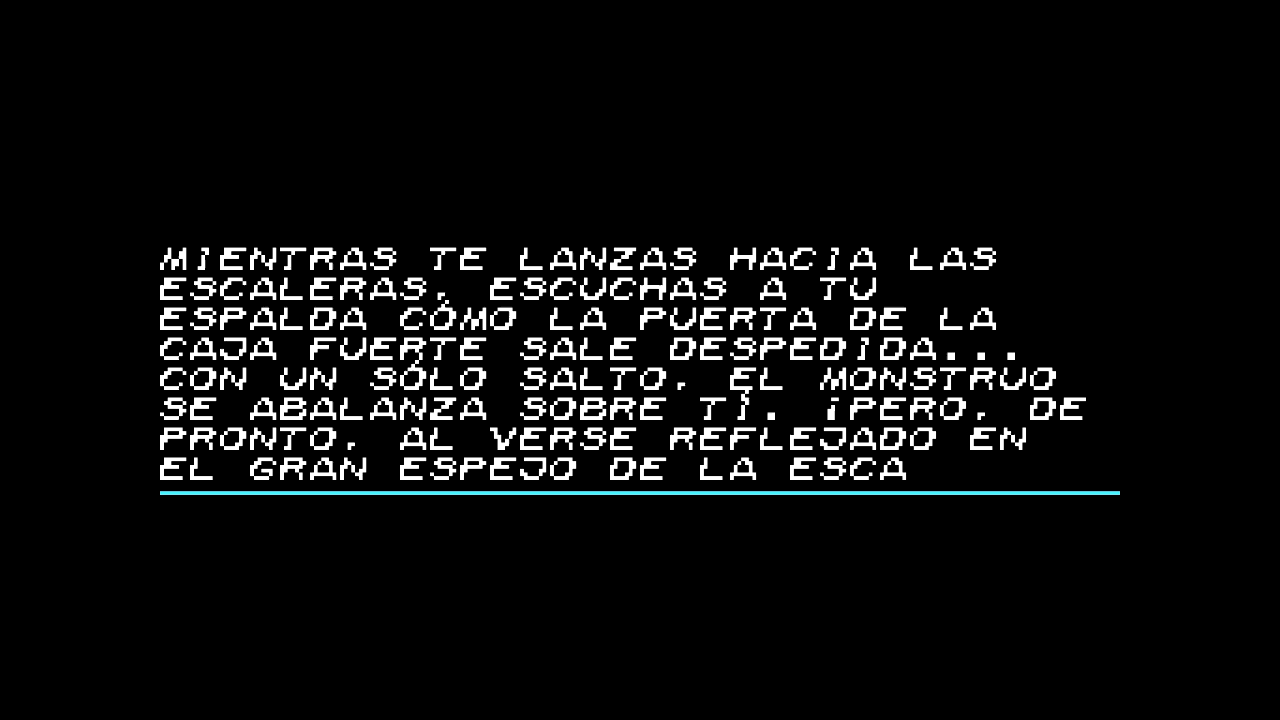 MIENTRAS TE LANZAS HACIA LAS
ESCALERAS, ESCUCHAS A TU
ESPALDA CÓMO LA PUERTA DE LA
CAJA FUERTE SALE DESPEDIDA...
CON UN SÓLO SALTO, EL MONSTRUO
SE ABALANZA SOBRE TÍ. ¡PERO, DE
PRONTO, AL VERSE REFLEJADO EN
EL GRAN ESPEJO DE LA ESCA